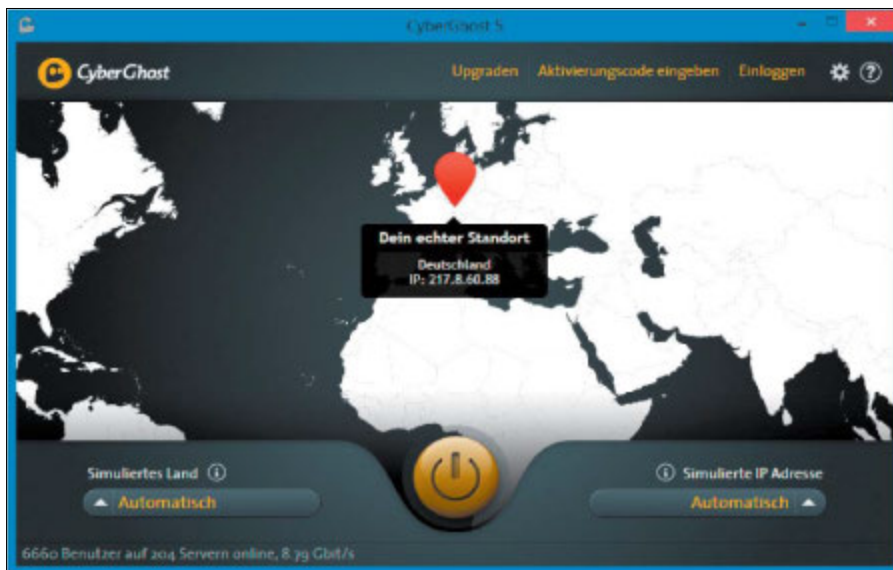 CyberGhost 5
CyberGhost
Upgraden Aktivierungscode eingeben Einloggen
Dein echter Standort
Deutschland
IP: 217.8.60.88
Simuliertes Land
Simulierte IP Adresse
Automatisch
Automatisch
6660 Benutzer auf 204 Servern online, 8.79 Gbit/s